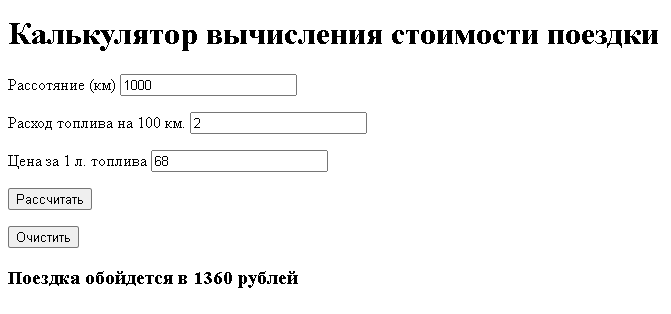 Калькулятор вычисления стоимости поездки
Рассотяние (км) 1000
Расход топлива на 100 км. 2
Цена за 1 л. топлива 68
Рассчитать
Очистить
Поездка обойдется в 1360 рублей